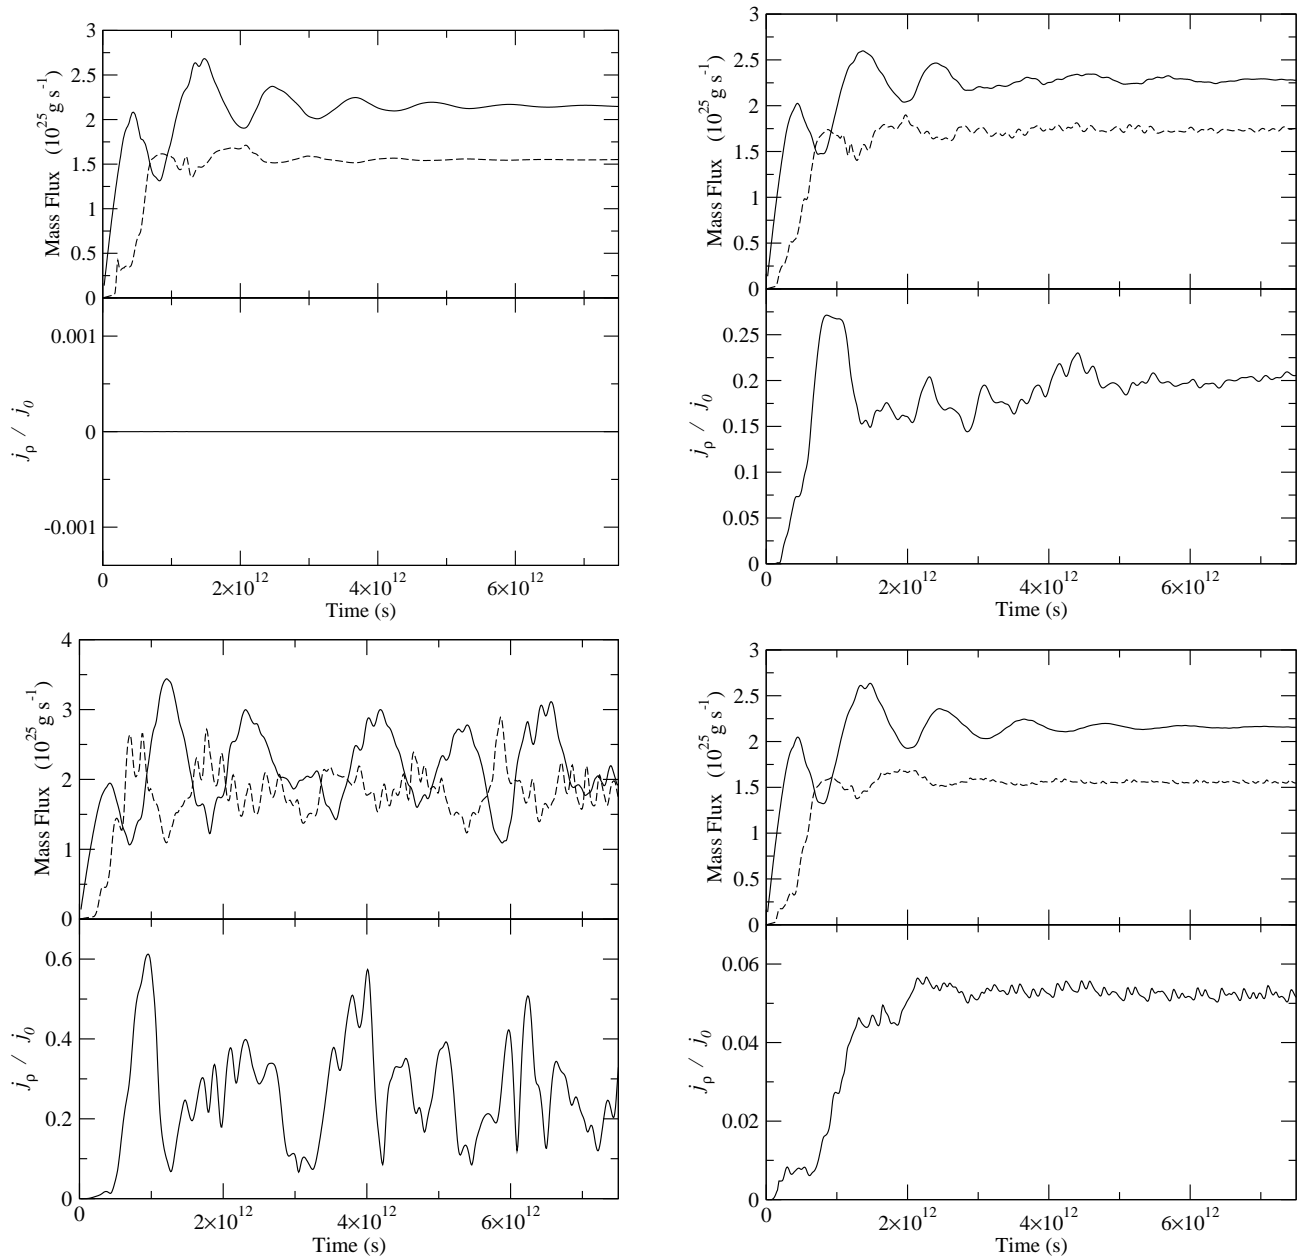 3
2.5
2
1.5
1
0.5
0
Mass Flux (10^25 g s^-1)
0.001
0
-0.001
j_ρ / j_0
0 2×10^12 4×10^12 6×10^12
Time (s)
3
2.5
2
1.5
1
0.5
0
Mass Flux (10^25 g s^-1)
0.25
0.2
0.15
0.1
0.05
0
j_ρ / j_0
0 2×10^12 4×10^12 6×10^12
Time (s)
4
3
2
1
0
Mass Flux (10^25 g s^-1)
0.6
0.4
0.2
0
j_ρ / j_0
0 2×10^12 4×10^12 6×10^12
Time (s)
3
2.5
2
1.5
1
0.5
0
Mass Flux (10^25 g s^-1)
0.06
0.04
0.02
0
j_ρ / j_0
0 2×10^12 4×10^12 6×10^12
Time (s)